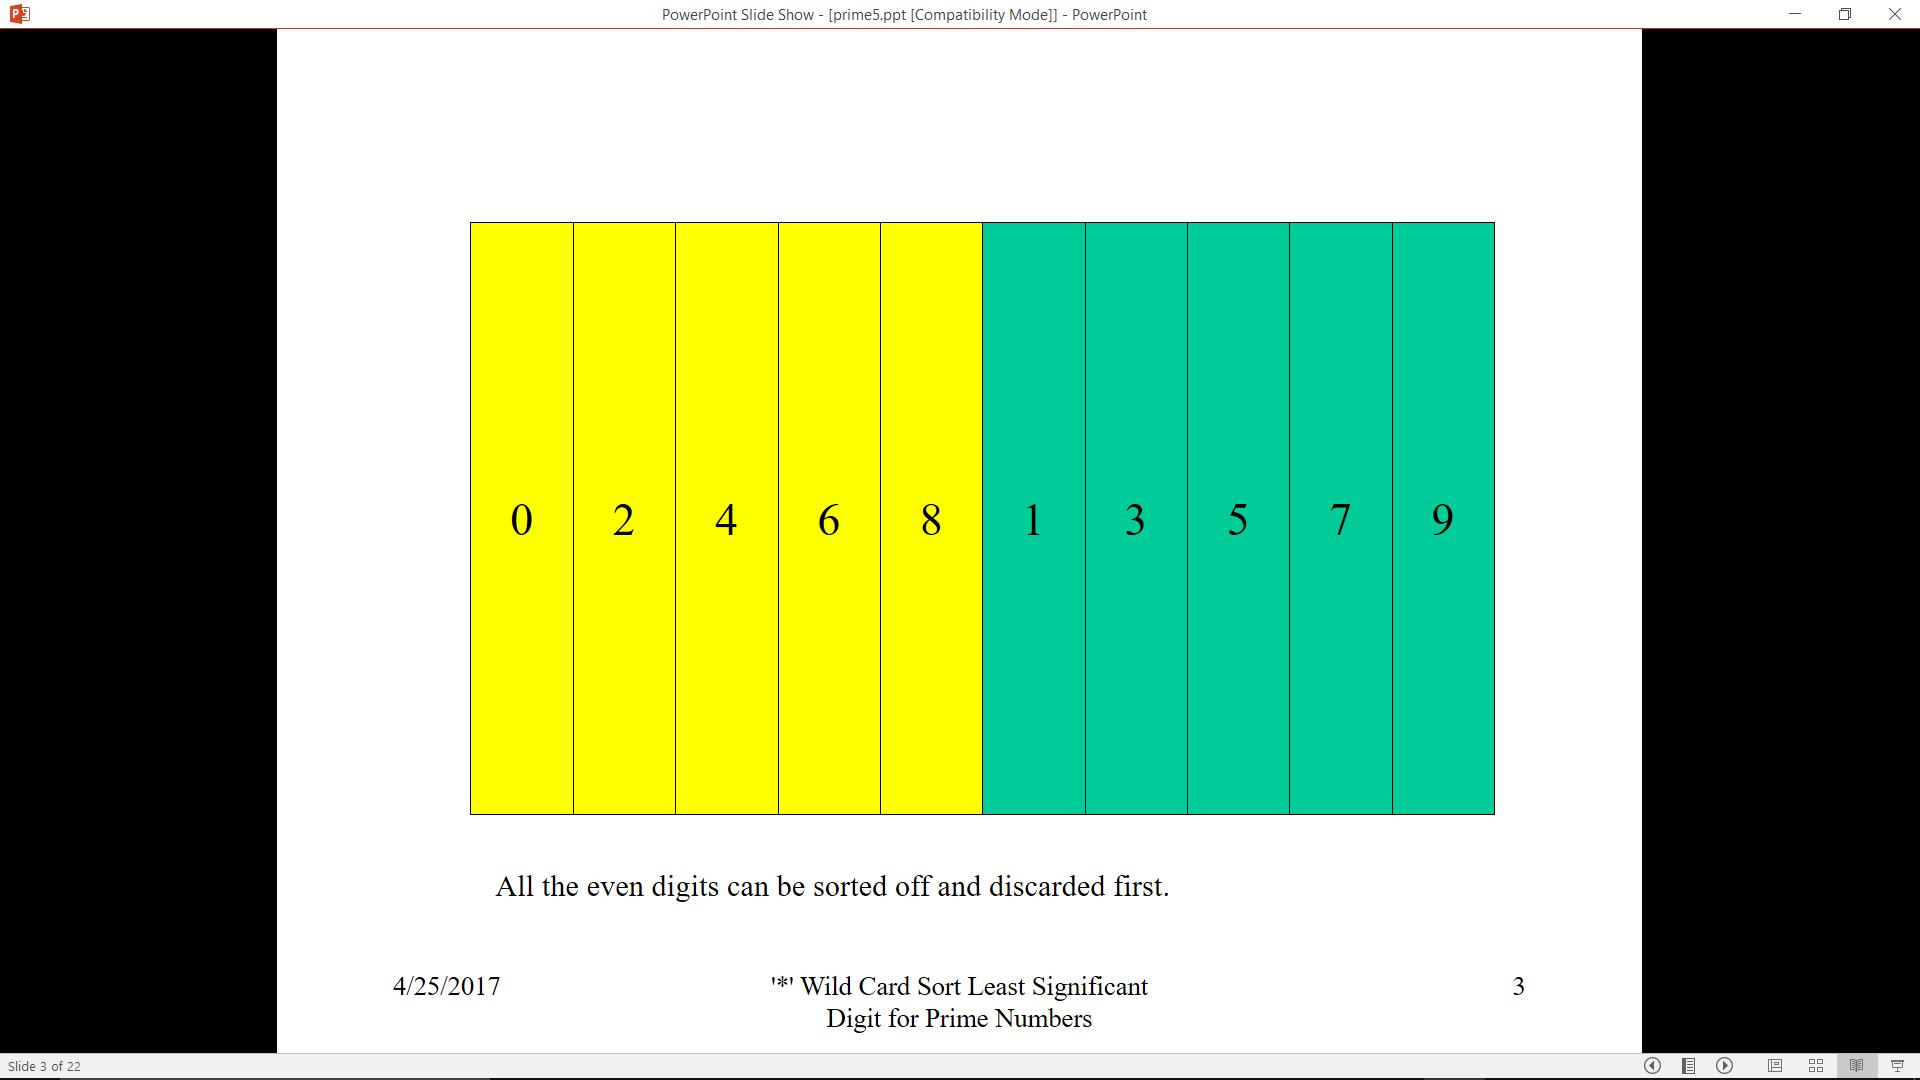 PowerPoint Slide Show - [prime5.ppt [Compatibility Mode]] - PowerPoint
0 2 4 6 8 1 3 5 7 9
All the even digits can be sorted off and discarded first.
4/25/2017
'*' Wild Card Sort Least Significant
Digit for Prime Numbers
3
Slide 3 of 22